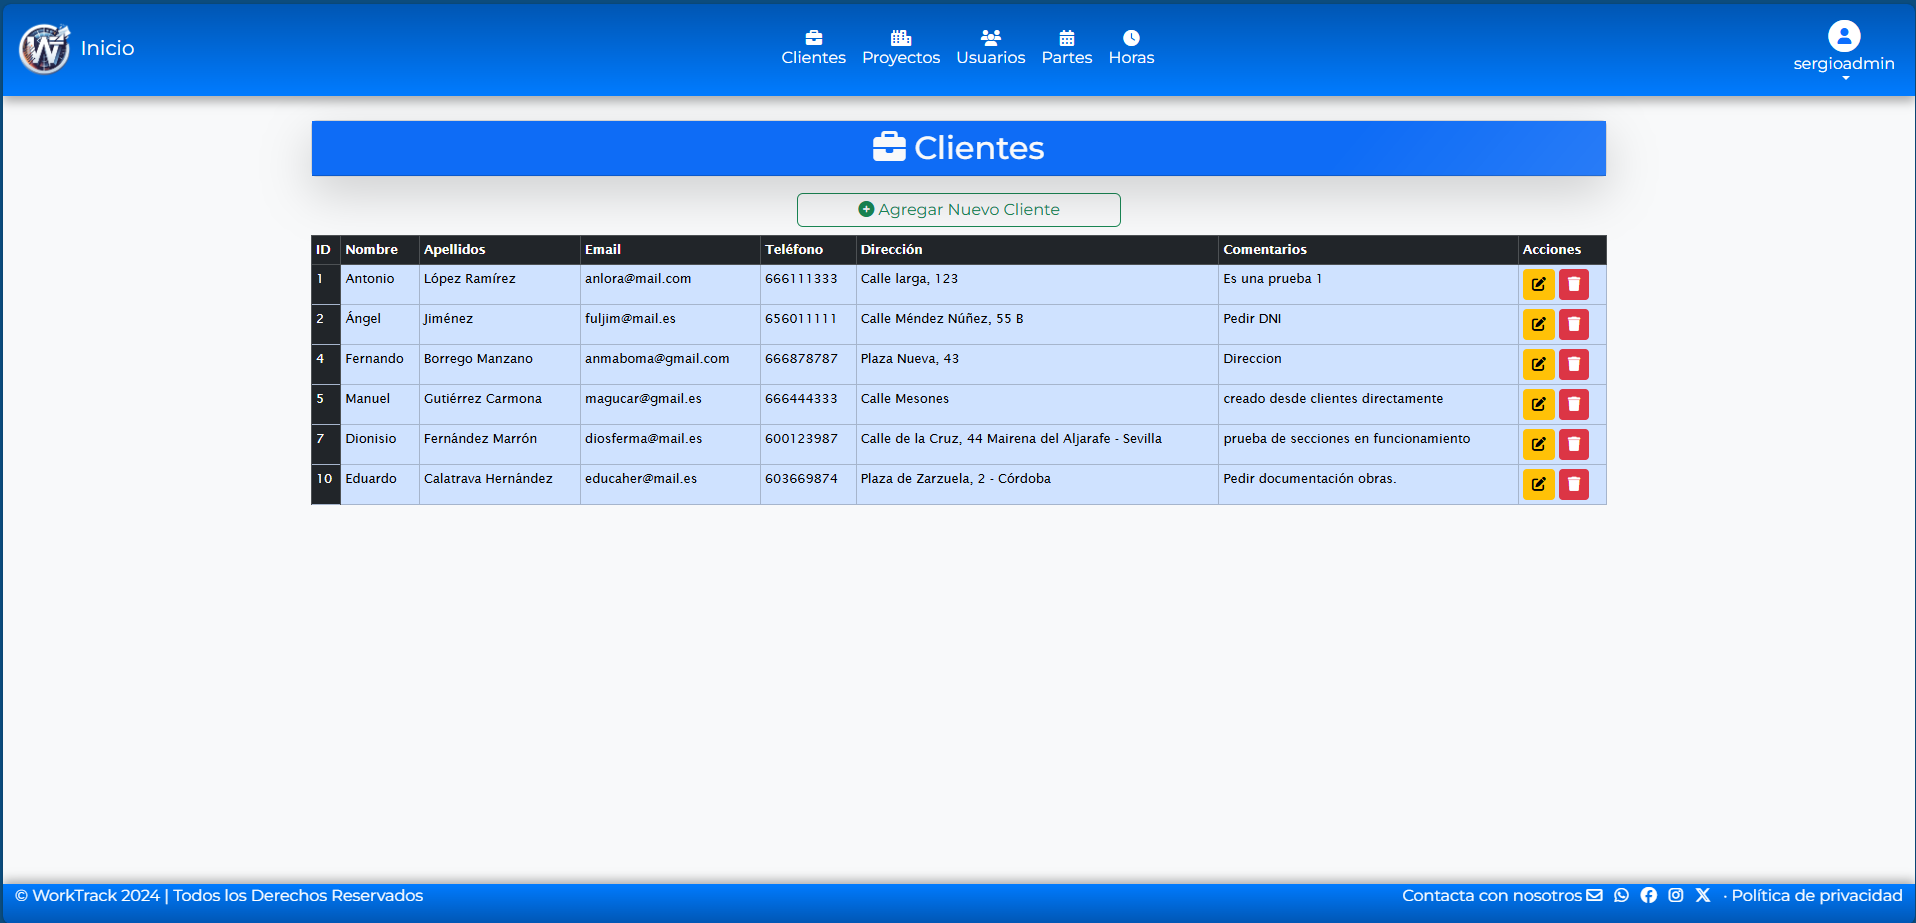 W Inicio
Clientes Proyectos Usuarios Partes Horas
sergioadmin
Clientes
Agregar Nuevo Cliente
ID Nombre Apellidos Email Teléfono Dirección Comentarios Acciones
1 Antonio López Ramírez anlora@mail.com 666111333 Calle larga, 123 Es una prueba 1
2 Ángel Jiménez fuljim@mail.es 656011111 Calle Méndez Núñez, 55 B Pedir DNI
4 Fernando Borrego Manzano anmaboma@gmail.com 666878787 Plaza Nueva, 43 Direccion
5 Manuel Gutiérrez Carmona magucar@gmail.es 666444333 Calle Mesones creado desde clientes directamente
7 Dionisio Fernández Marrón diosferma@mail.es 600123987 Calle de la Cruz, 44 Mairena del Aljarafe - Sevilla prueba de secciones en funcionamiento
10 Eduardo Calatrava Hernández educaher@mail.es 603669874 Plaza de Zarzuela, 2 - Córdoba Pedir documentación obras.
© WorkTrack 2024 | Todos los Derechos Reservados
Contacta con nosotros · Política de privacidad